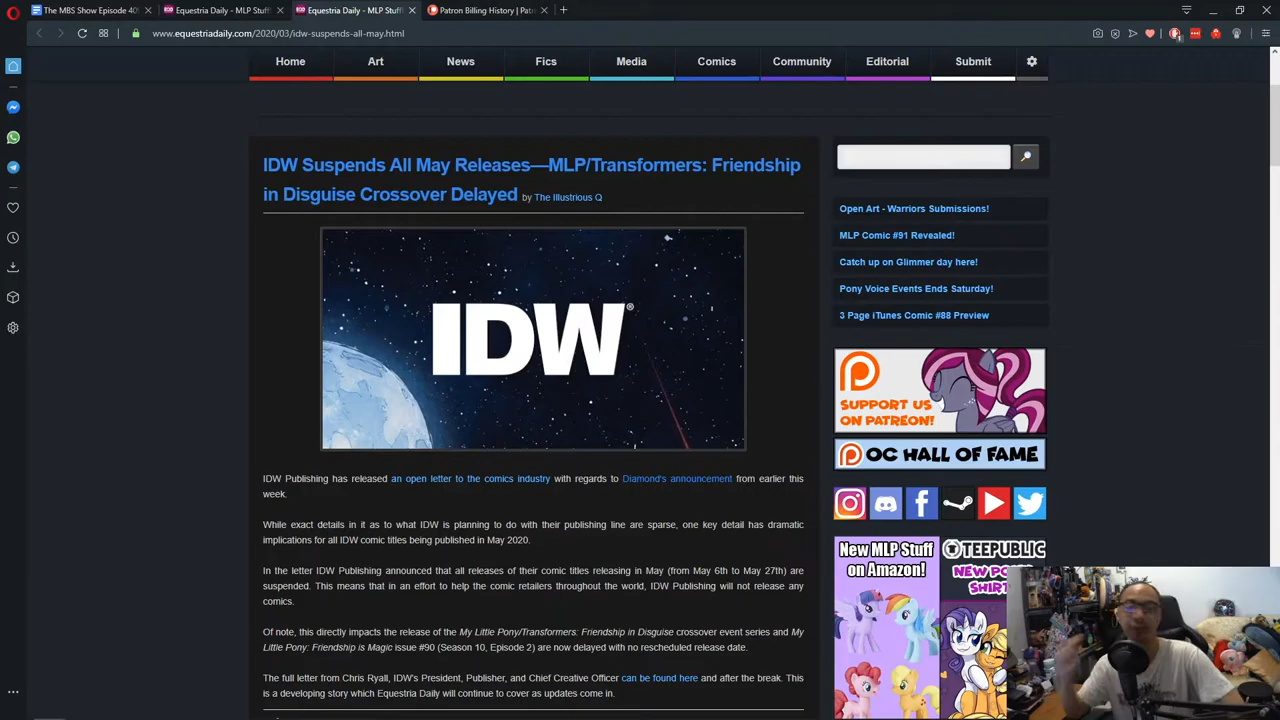 The MBS Show Episode 40
Equestria Daily - MLP Stuff
Equestria Daily - MLP Stuff
Patron Billing History | Pat
www.equestriadaily.com/2020/03/idw-suspends-all-may.html
Home Art News Fics Media Comics Community Editorial Submit
IDW Suspends All May Releases—MLP/Transformers: Friendship
in Disguise Crossover Delayed by The Illustrious Q
IDW®
IDW Publishing has released an open letter to the comics industry with regards to Diamond's announcement from earlier this
week.
While exact details in it as to what IDW is planning to do with their publishing line are sparse, one key detail has dramatic
implications for all IDW comic titles being published in May 2020.
In the letter IDW Publishing announced that all releases of their comic titles releasing in May (from May 6th to May 27th) are
suspended. This means that in an effort to help the comic retailers throughout the world, IDW Publishing will not release any
comics.
Of note, this directly impacts the release of the My Little Pony/Transformers: Friendship in Disguise crossover event series and My
Little Pony: Friendship is Magic issue #90 (Season 10, Episode 2) are now delayed with no rescheduled release date.
The full letter from Chris Ryall, IDW's President, Publisher, and Chief Creative Officer can be found here and after the break. This
is a developing story which Equestria Daily will continue to cover as updates come in.
Open Art - Warriors Submissions!
MLP Comic #91 Revealed!
Catch up on Glimmer day here!
Pony Voice Events Ends Saturday!
3 Page iTunes Comic #88 Preview
SUPPORT US
ON PATREON!
OC HALL OF FAME
New MLP Stuff
on Amazon!
TEEPUBLIC